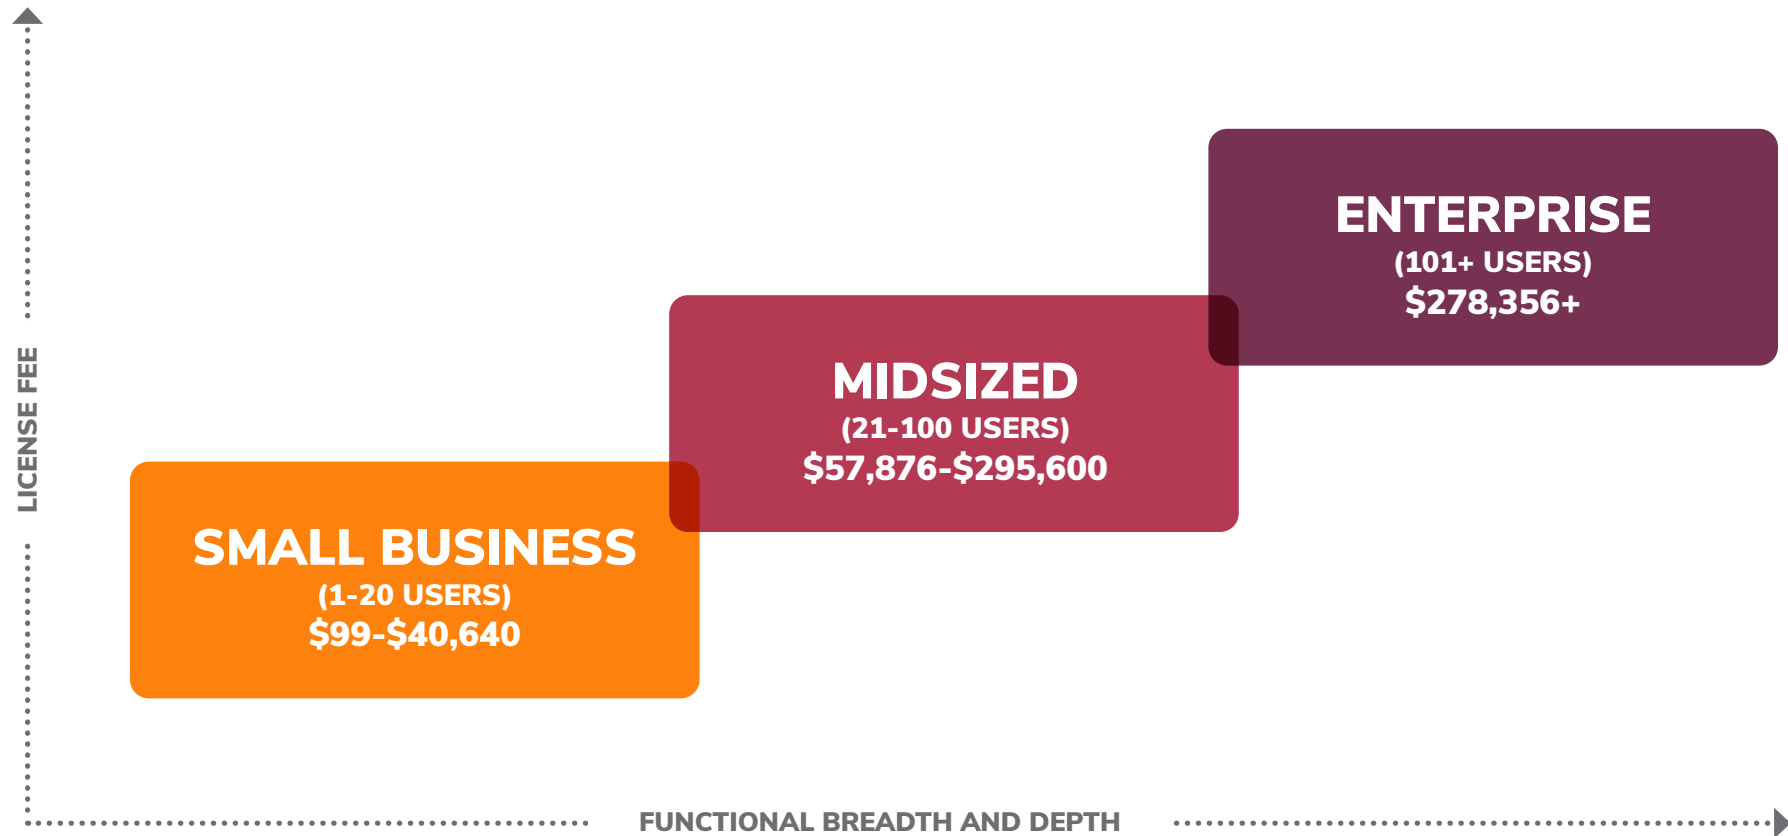 LICENSE FEE
ENTERPRISE
(101+ USERS)
$278,356+
MIDSIZED
(21-100 USERS)
$57,876-$295,600
SMALL BUSINESS
(1-20 USERS)
$99-$40,640
FUNCTIONAL BREADTH AND DEPTH